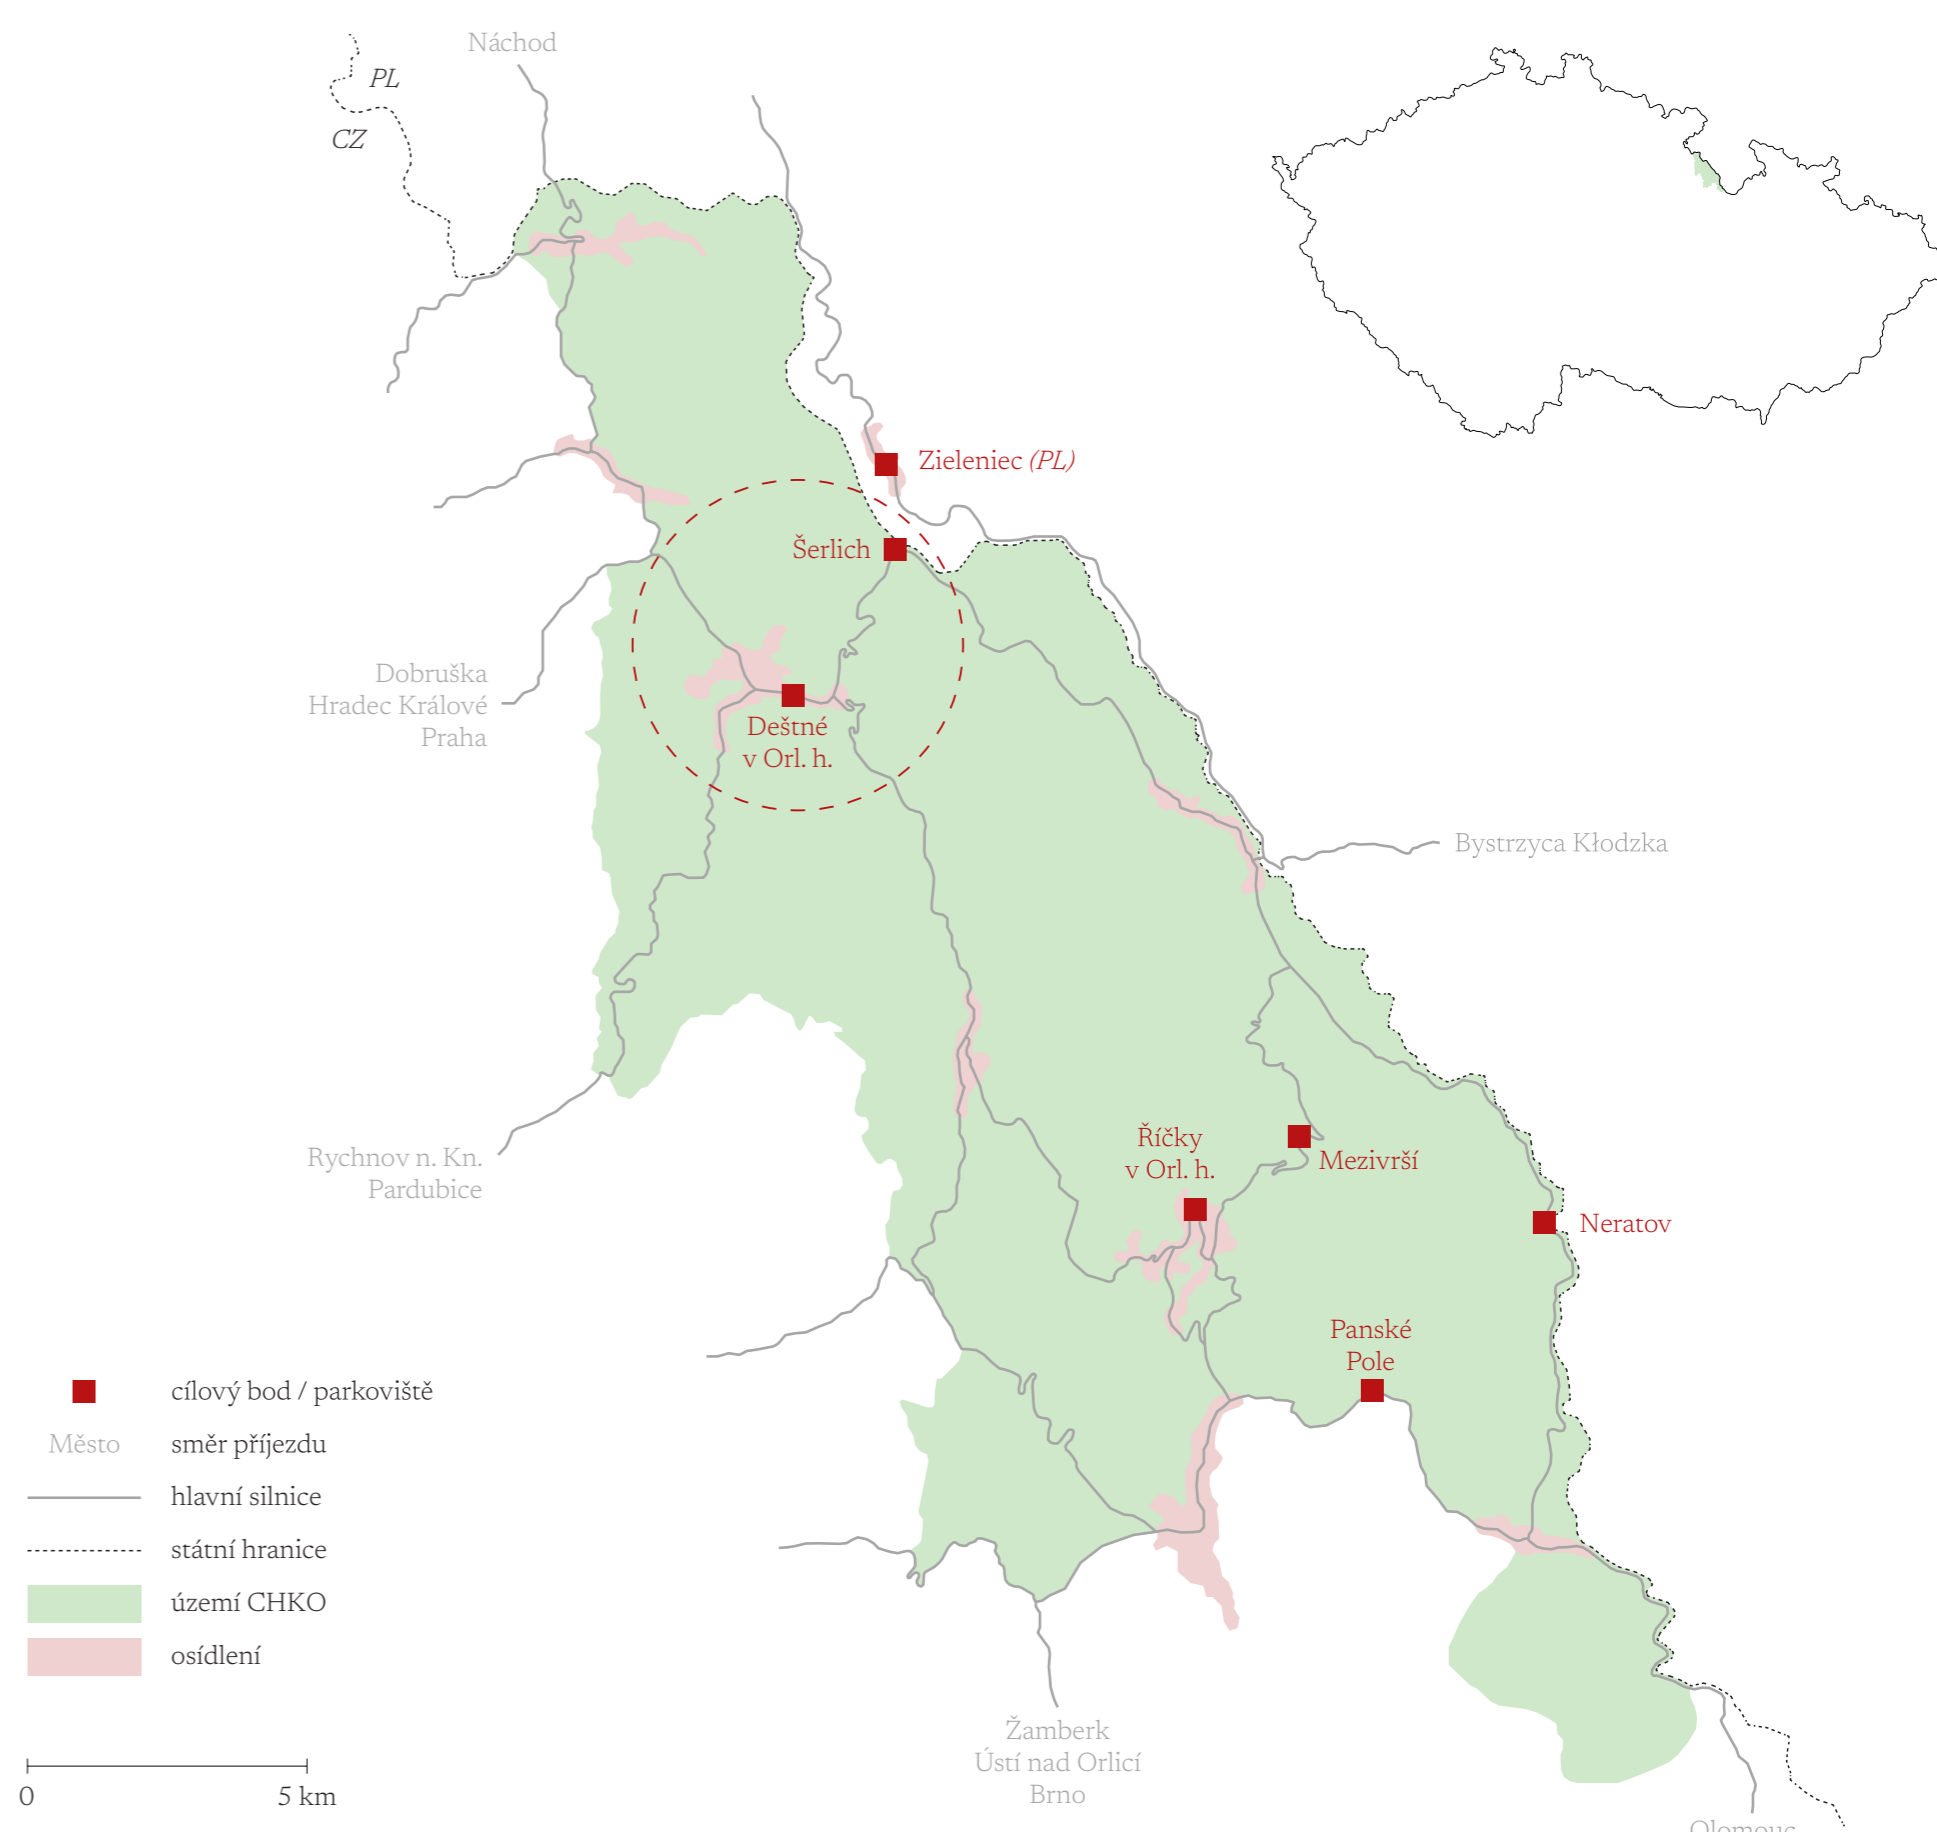 Náchod
PL
CZ
Zieleniec (PL)
Šerlich
Dobruška
Hradec Králové
Praha
Deštné
v Orl. h.
Bystrzyca Kłodzka
Rychnov n. Kn.
Pardubice
Říčky
v Orl. h.
Mezivrší
Neratov
Panské
Pole
cílový bod / parkoviště
Město
směr příjezdu
hlavní silnice
státní hranice
území CHKO
osídlení
0
5 km
Žamberk
Ústí nad Orlicí
Brno
Olomouc